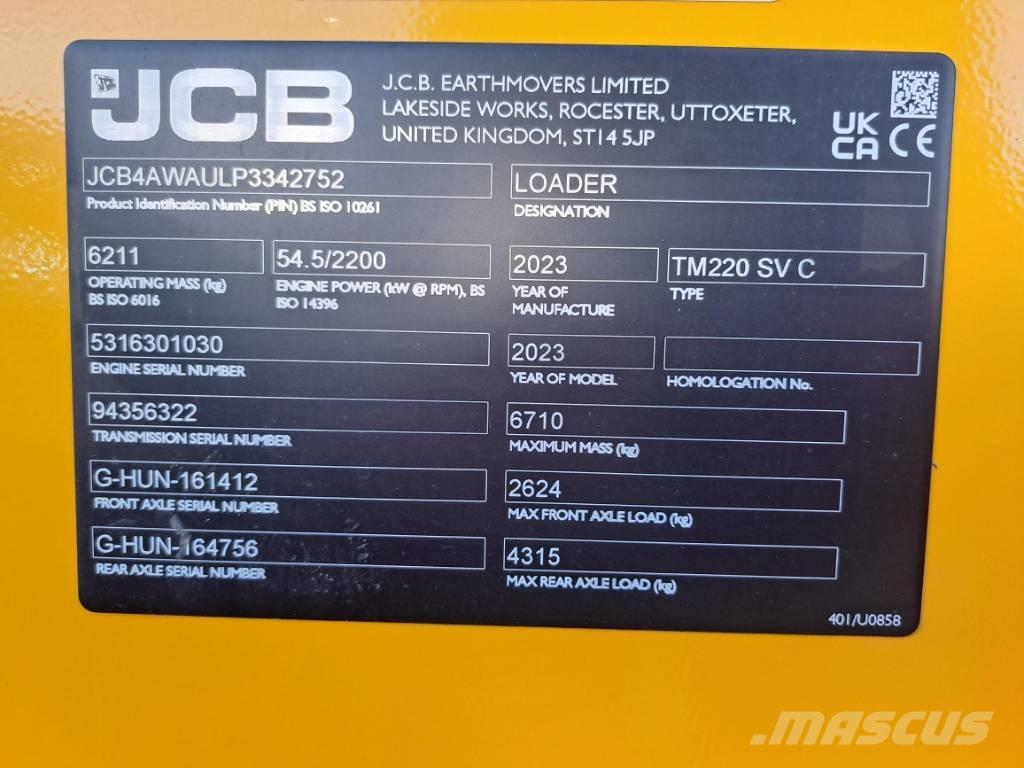 JCB
J.C.B. EARTHMOVERS LIMITED
LAKESIDE WORKS, ROCESTER, UTTOXETER,
UNITED KINGDOM, ST14 5JP
UK
CA CE
JCB4AWAULP3342752
Product Identification Number (PIN) BS ISO 10261
LOADER
DESIGNATION
6211
OPERATING MASS (kg)
BS ISO 6016
54.5/2200
ENGINE POWER (kW @ RPM), BS
ISO 14396
2023
YEAR OF
MANUFACTURE
TM220 SV C
TYPE
5316301030
ENGINE SERIAL NUMBER
2023
YEAR OF MODEL
HOMOLOGATION No.
94356322
TRANSMISSION SERIAL NUMBER
6710
MAXIMUM MASS (kg)
G-HUN-161412
FRONT AXLE SERIAL NUMBER
2624
MAX FRONT AXLE LOAD (kg)
G-HUN-164756
REAR AXLE SERIAL NUMBER
4315
MAX REAR AXLE LOAD (kg)
401/U0858
MASCUS